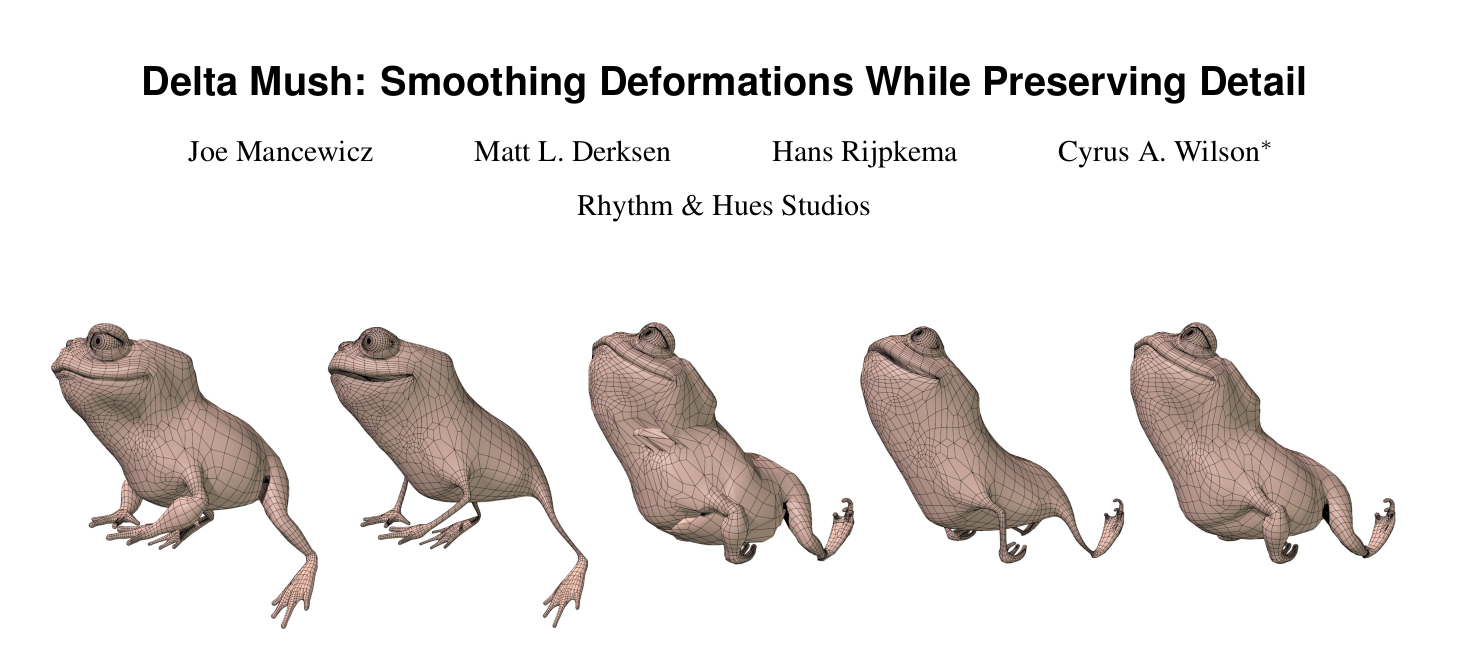 Delta Mush: Smoothing Deformations While Preserving Detail
Joe Mancewicz Matt L. Derksen Hans Rijpkema Cyrus A. Wilson*
Rhythm & Hues Studios